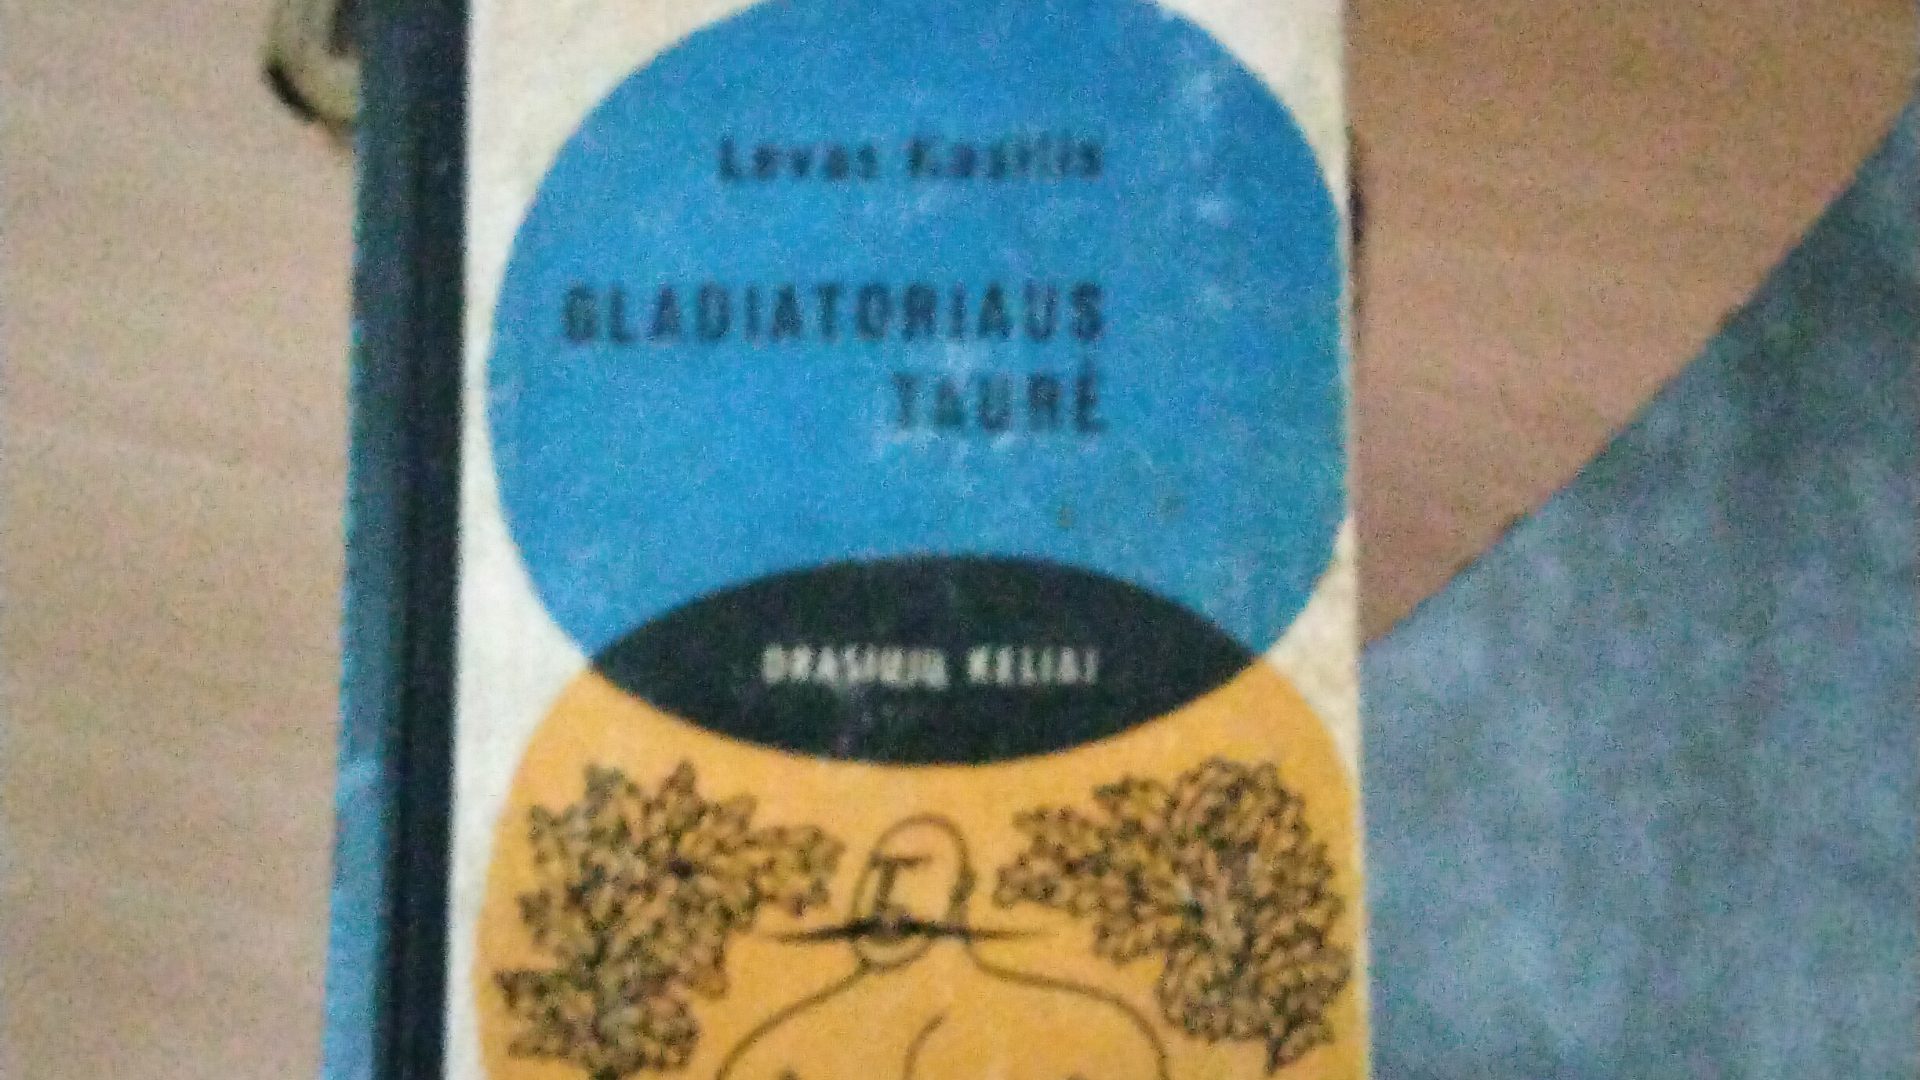 Levas Kasilis
GLADIATORIAUS
TAURĖ
DRĄSIŲJŲ KELIAI